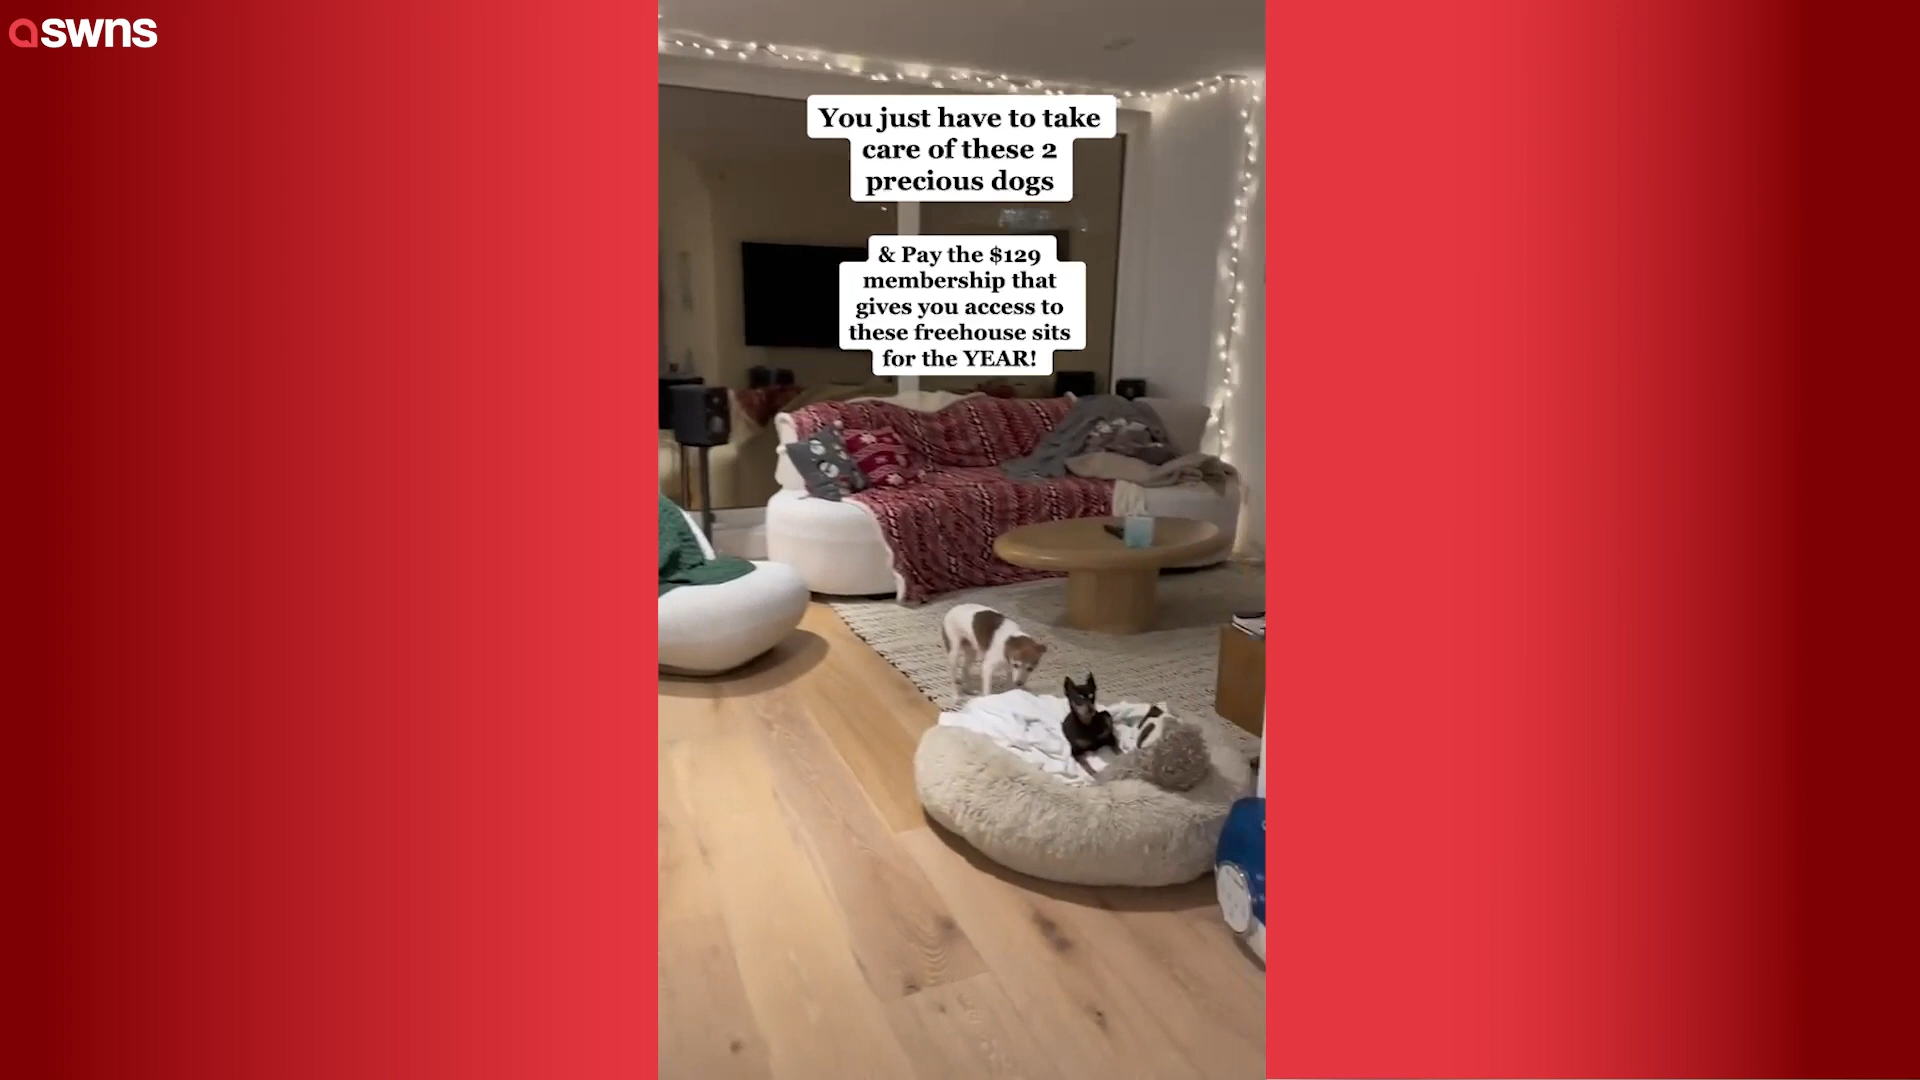 swns
You just have to take
care of these 2
precious dogs
& Pay the $129
membership that
gives you access to
these freehouse sits
for the YEAR!